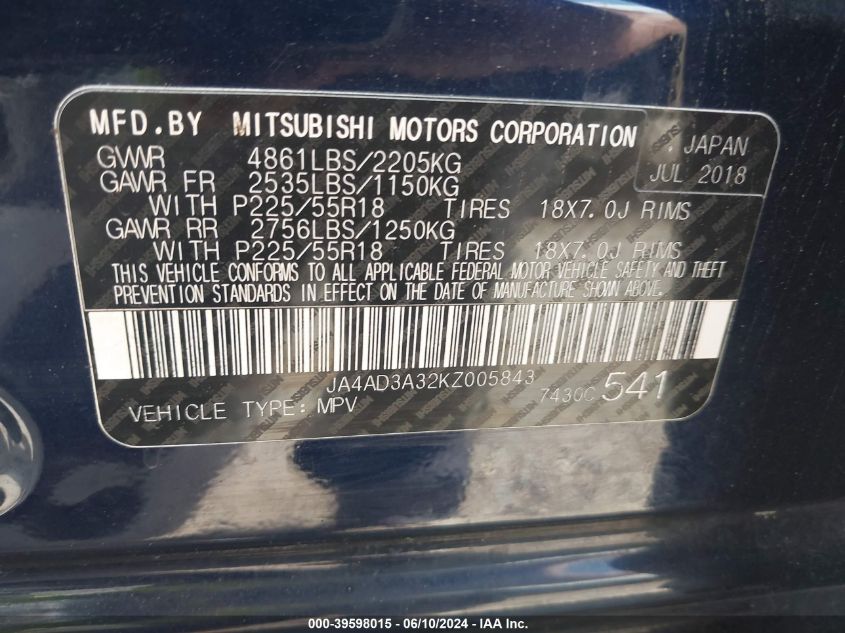 MFD.BY MITSUBISHI MOTORS CORPORATION
JAPAN
JUL 2018
GVWR 4861LBS/2205KG
GAWR FR 2535LBS/1150KG
WITH P225/55R18 TIRES 18X7.0J RIMS
GAWR RR 2756LBS/1250KG
WITH P225/55R18 TIRES 18X7.0J RIMS
THIS VEHICLE CONFORMS TO ALL APPLICABLE FEDERAL MOTOR VEHICLE SAFETY AND THEFT
PREVENTION STANDARDS IN EFFECT ON THE DATE OF MANUFACTURE SHOWN ABOVE.
JA4AD3A32KZ005843
VEHICLE TYPE: MPV
7430C 541
000-39598015 - 06/10/2024 - IAA Inc.